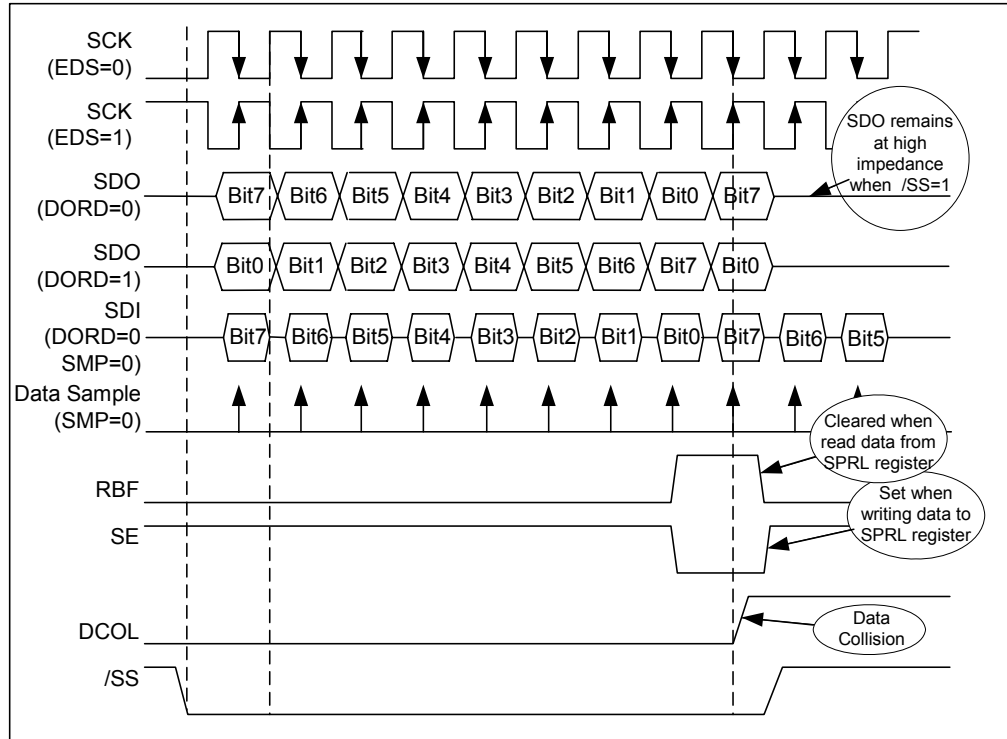 SCK
(EDS=0)
SCK
(EDS=1)
SDO remains
at high
impedance
when /SS=1
SDO
(DORD=0)
Bit7 Bit6 Bit5 Bit4 Bit3 Bit2 Bit1 Bit0 Bit7
SDO
(DORD=1)
Bit0 Bit1 Bit2 Bit3 Bit4 Bit5 Bit6 Bit7 Bit0
SDI
(DORD=0
SMP=0)
Bit7 Bit6 Bit5 Bit4 Bit3 Bit2 Bit1 Bit0 Bit7 Bit6 Bit5
Data Sample
(SMP=0)
Cleared when
read data from
SPRL register
RBF
Set when
writing data to
SPRL register
SE
DCOL
Data
Collision
/SS